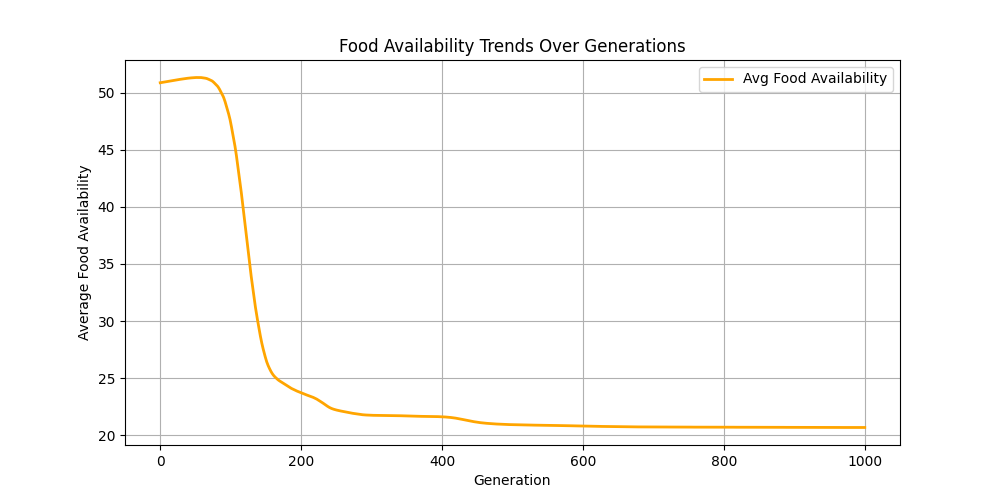 Food Availability Trends Over Generations
Avg Food Availability
Average Food Availability
50
45
40
35
30
25
20
0 200 400 600 800 1000
Generation